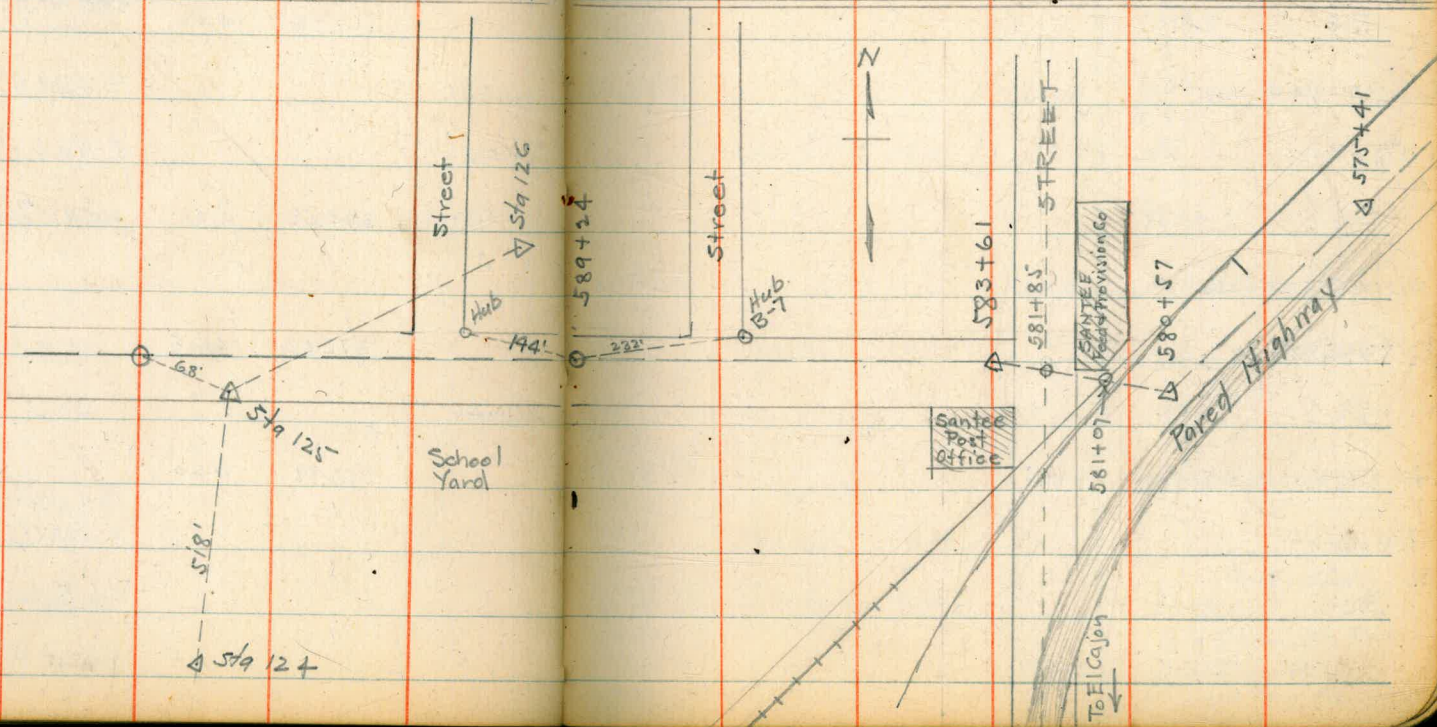 Street
Sta 126
Hub
194'
589+24
232'
Street
Hub
B-7
68'
Sta 125
518'
Sta 124
School
Yard
N
583+61
581+85
STREET
SANTEE
Feed & Provision Co
580+57
575+41
Santee
Post
Office
581+07
Paved Highway
To El Cajon